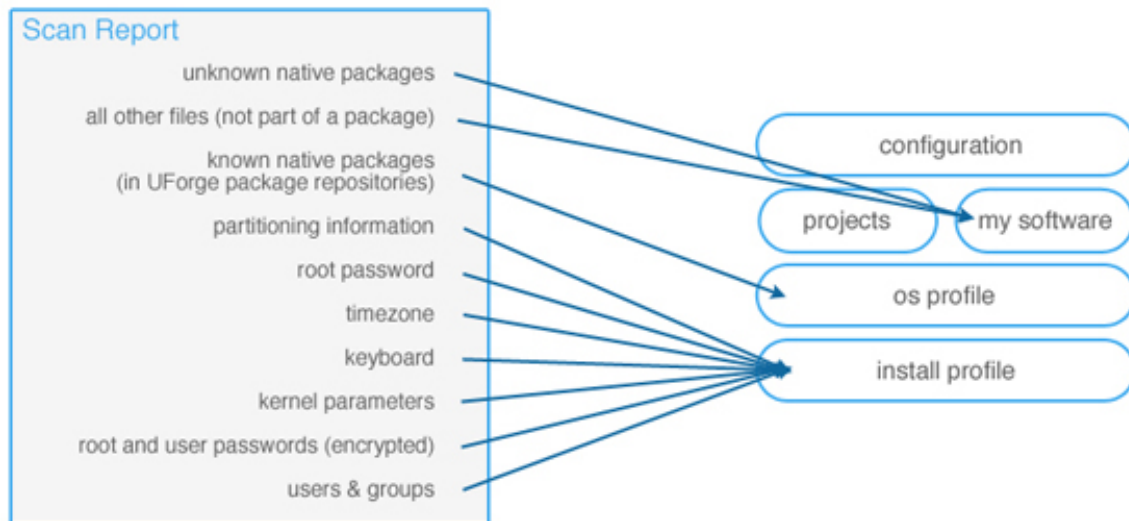 Scan Report
unknown native packages
all other files (not part of a package)
known native packages
(in UForge package repositories)
partitioning information
root password
timezone
keyboard
kernel parameters
root and user passwords (encrypted)
users & groups
configuration
projects
my software
os profile
install profile